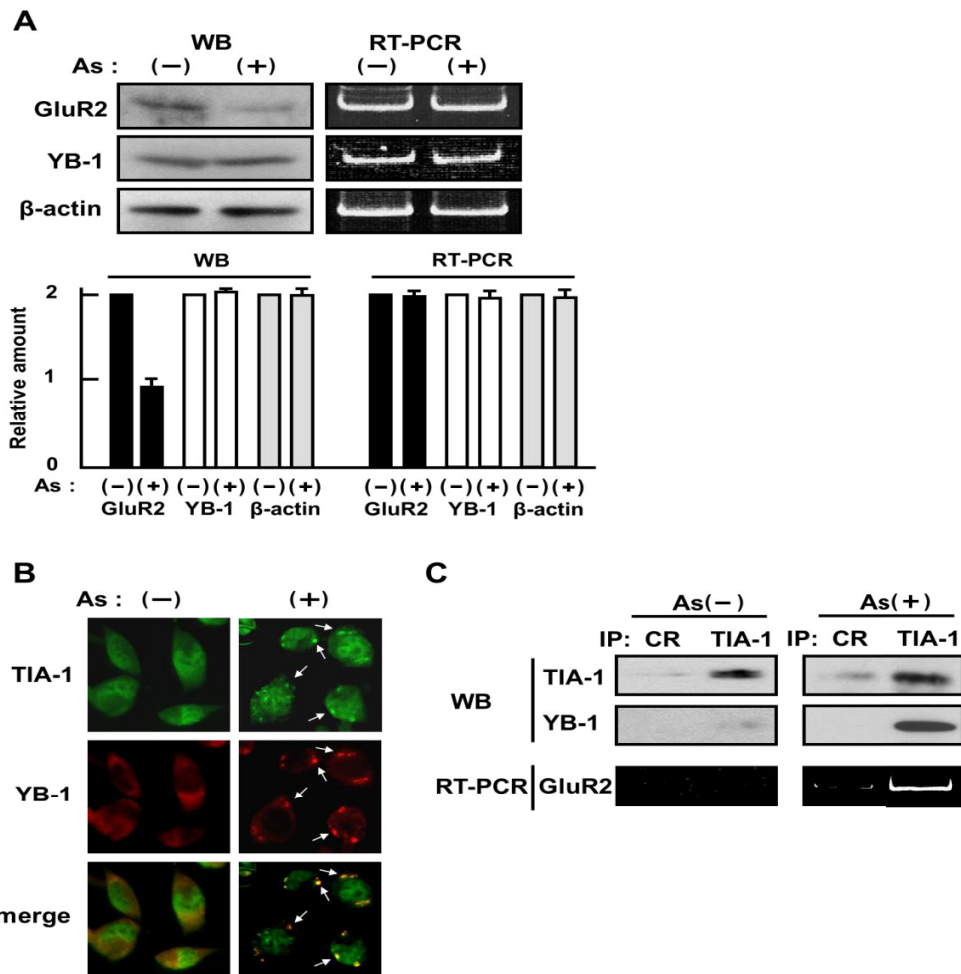 A
WB RT-PCR
As : (−) (+) (−) (+)
GluR2
YB-1
β-actin
WB RT-PCR
Relative amount
2
1
0
As : (−) (+) (−) (+) (−) (+) (−) (+) (−) (+) (−) (+)
GluR2 YB-1 β-actin GluR2 YB-1 β-actin
B
As : (−) (+)
TIA-1
YB-1
merge
C
As(−) As(+)
IP: CR TIA-1 IP: CR TIA-1
WB
TIA-1
YB-1
RT-PCR GluR2